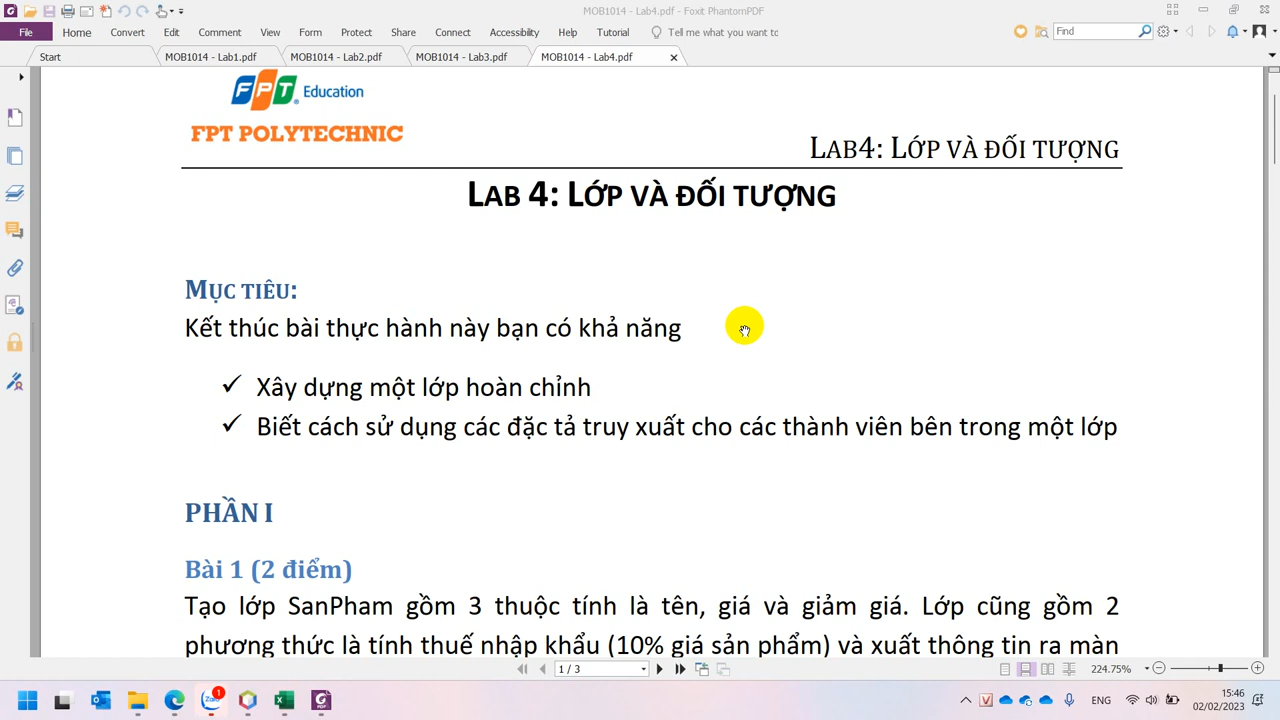 MOB1014 - Lab4.pdf - Foxit PhantomPDF
File Home Convert Edit Comment View Form Protect Share Connect Accessibility Help Tutorial Tell me what you want to Find
Start MOB1014 - Lab1.pdf MOB1014 - Lab2.pdf MOB1014 - Lab3.pdf MOB1014 - Lab4.pdf
FPT Education
FPT POLYTECHNIC
LAB4: LỚP VÀ ĐỐI TƯỢNG
LAB 4: LỚP VÀ ĐỐI TƯỢNG
MỤC TIÊU:
Kết thúc bài thực hành này bạn có khả năng
✓ Xây dựng một lớp hoàn chỉnh
✓ Biết cách sử dụng các đặc tả truy xuất cho các thành viên bên trong một lớp
PHẦN I
Bài 1 (2 điểm)
Tạo lớp SanPham gồm 3 thuộc tính là tên, giá và giảm giá. Lớp cũng gồm 2
phương thức là tính thuế nhập khẩu (10% giá sản phẩm) và xuất thông tin ra màn
1 / 3 224.75%
Zalo 1 ENG 15:46
02/02/2023